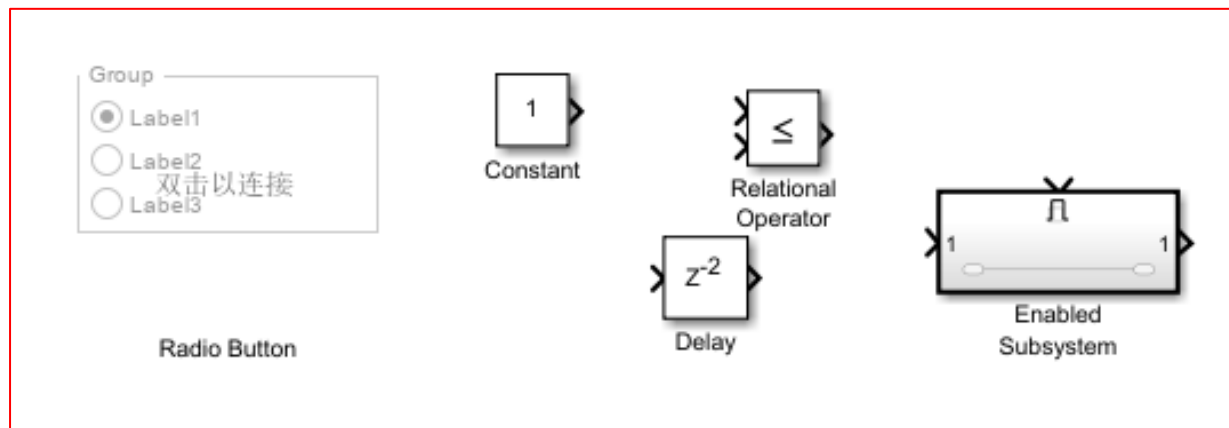 Group
Label1
Label2
双击以连接
Label3
Radio Button
1
Constant
≤
Relational
Operator
z-2
Delay
1
1
Enabled
Subsystem